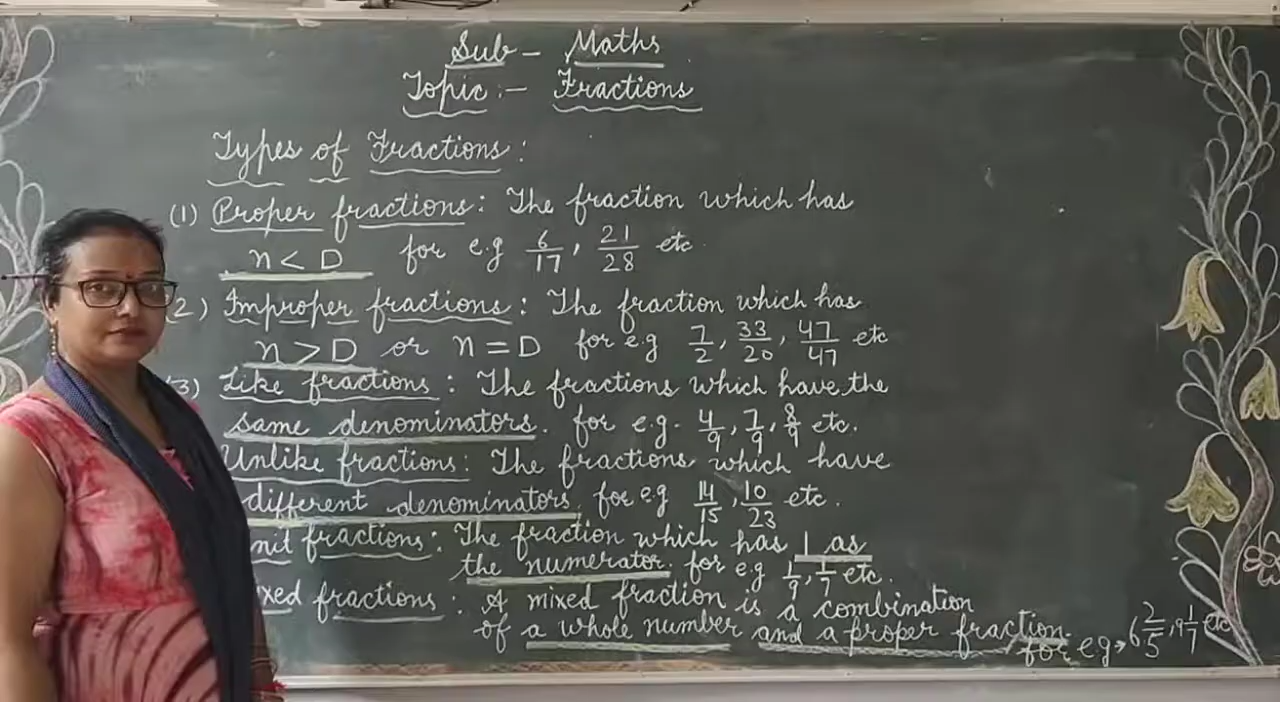 Sub - Maths
Topic :- Fractions
Types of Fractions :
(1) Proper fractions : The fraction which has
n < D for e.g 6/17, 21/28 etc.
2) Improper fractions : The fraction which has
n > D or n = D for e.g 7/2, 33/20, 47/47 etc
3) Like fractions : The fractions which have the
same denominators. for e.g. 4/9, 7/9, 8/9 etc.
Unlike fractions : The fractions which have
different denominators. for e.g 14/15, 10/23 etc.
nit fractions : The fraction which has 1 as
the numerator. for e.g 1/9, 1/7 etc.
xed fractions : A mixed fraction is a combination
of a whole number and a proper fraction.
for e.g → 6 2/5, 9 1/7 etc